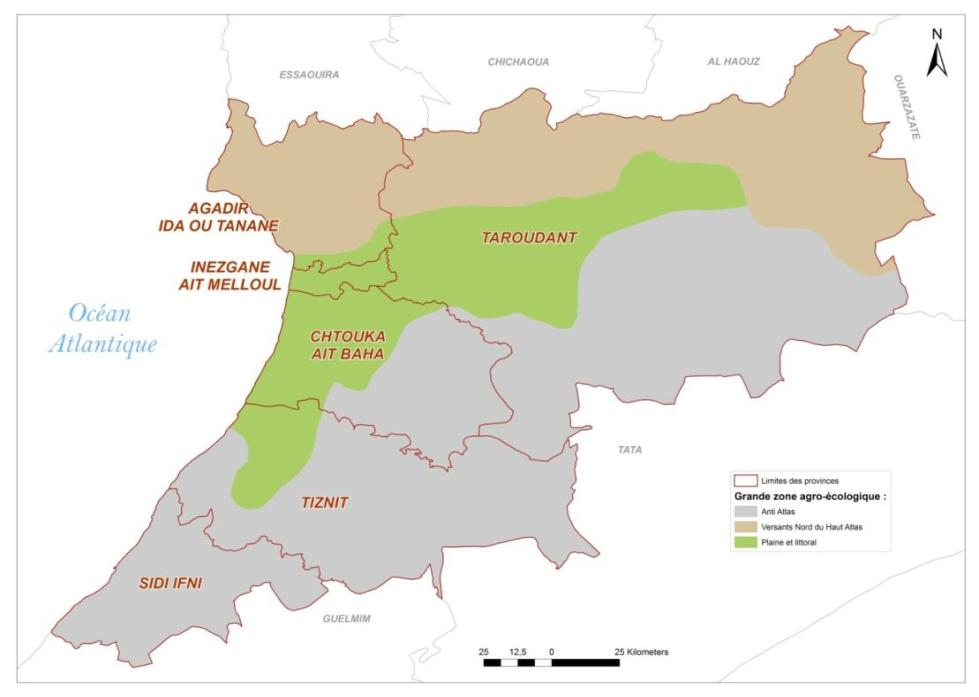 N
ESSAOUIRA
CHICHAOUA
AL HAOUZ
OUARZAZATE
AGADIR
IDA OU TANANE
TAROUDANT
INEZGANE
AIT MELLOUL
Océan
Atlantique
CHTOUKA
AIT BAHA
TATA
TIZNIT
SIDI IFNI
GUELMIM
Limites des provinces
Grande zone agro-écologique :
Anti Atlas
Versants Nord du Haut Atlas
Plaine et littoral
25 12,5 0 25 Kilometers